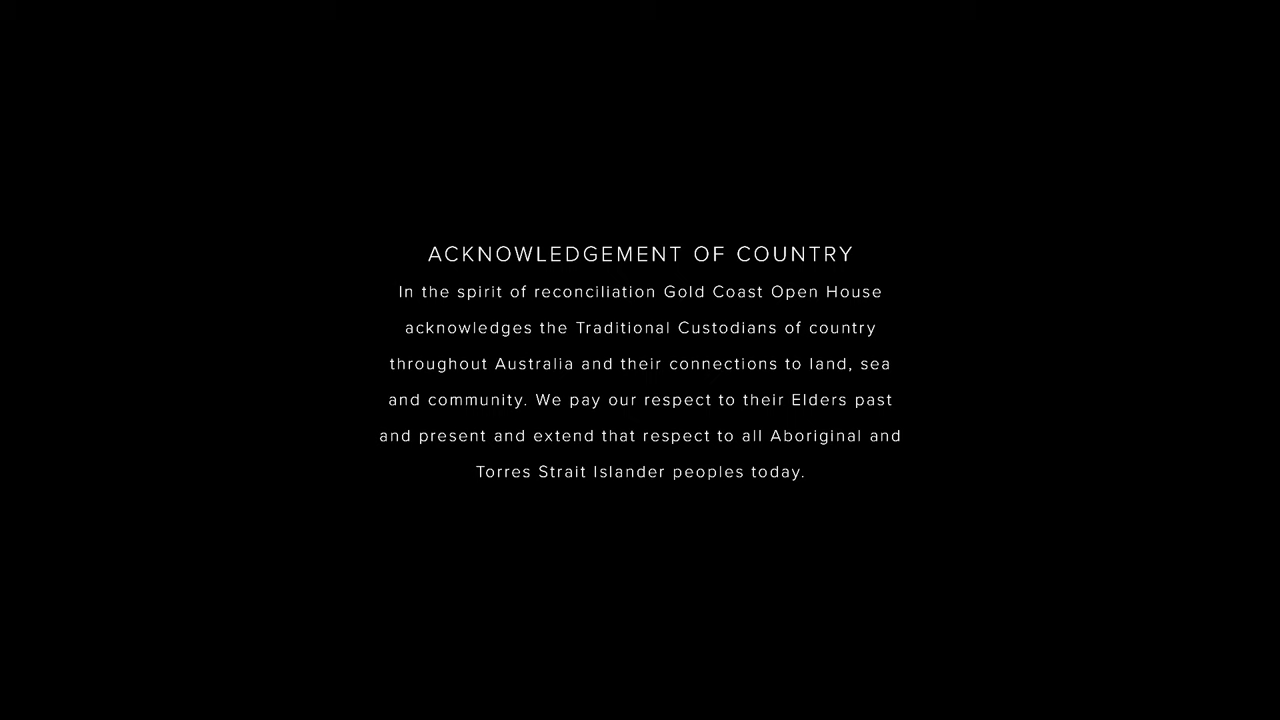 ACKNOWLEDGEMENT OF COUNTRY
In the spirit of reconciliation Gold Coast Open House
acknowledges the Traditional Custodians of country
throughout Australia and their connections to land, sea
and community. We pay our respect to their Elders past
and present and extend that respect to all Aboriginal and
Torres Strait Islander peoples today.